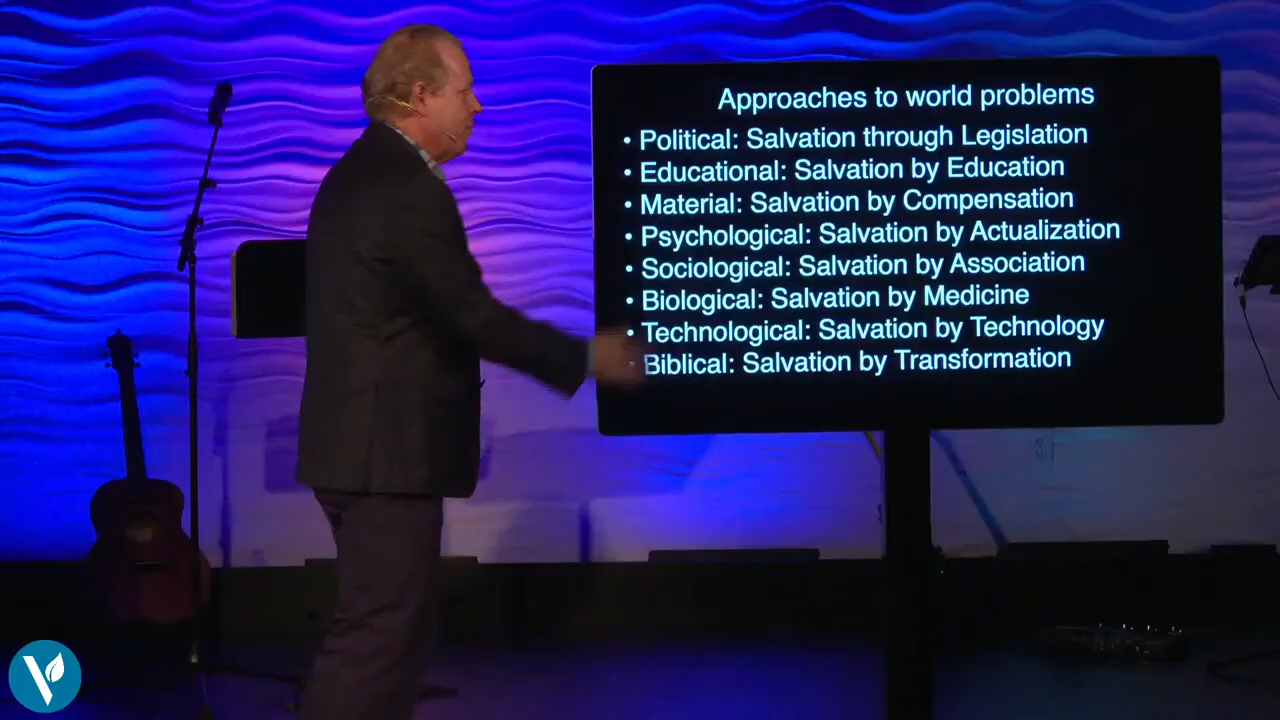 Approaches to world problems
• Political: Salvation through Legislation
• Educational: Salvation by Education
• Material: Salvation by Compensation
• Psychological: Salvation by Actualization
• Sociological: Salvation by Association
• Biological: Salvation by Medicine
• Technological: Salvation by Technology
• Biblical: Salvation by Transformation